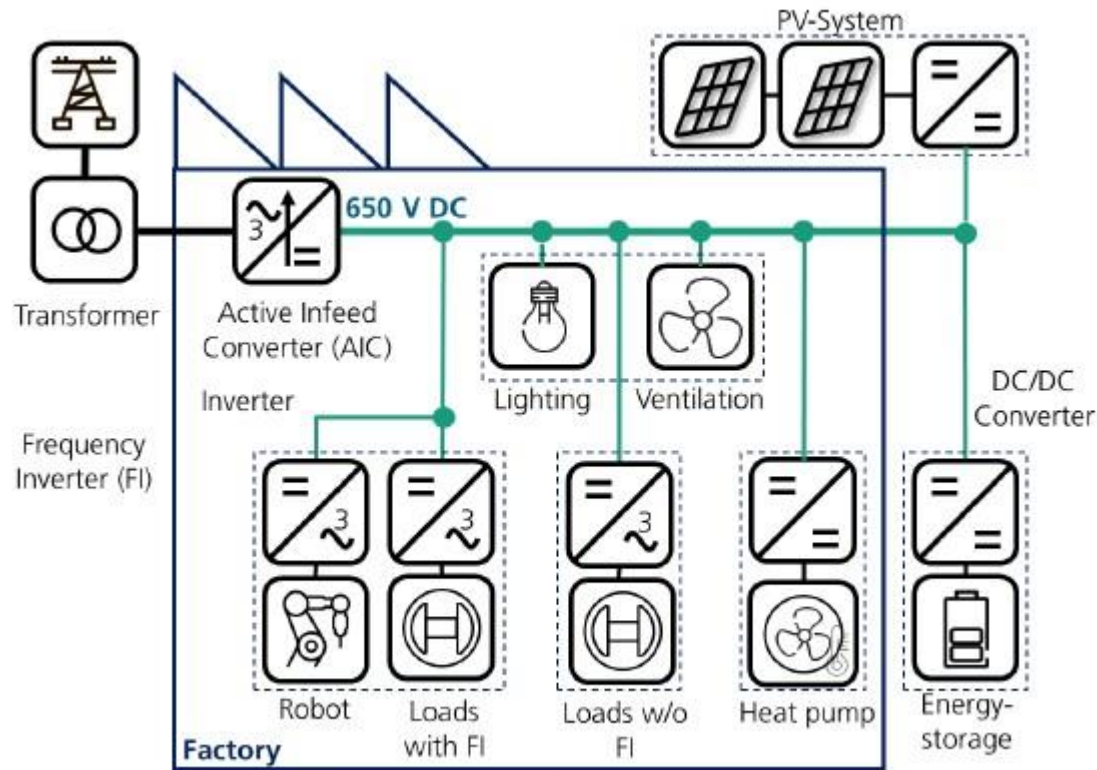 PV-System
650 V DC
3
Transformer
Active Infeed
Converter (AIC)
Inverter
Lighting
Ventilation
DC/DC
Converter
Frequency
Inverter (FI)
3
3
3
Robot
Loads
with FI
Loads w/o
FI
Heat pump
Energy-
storage
Factory